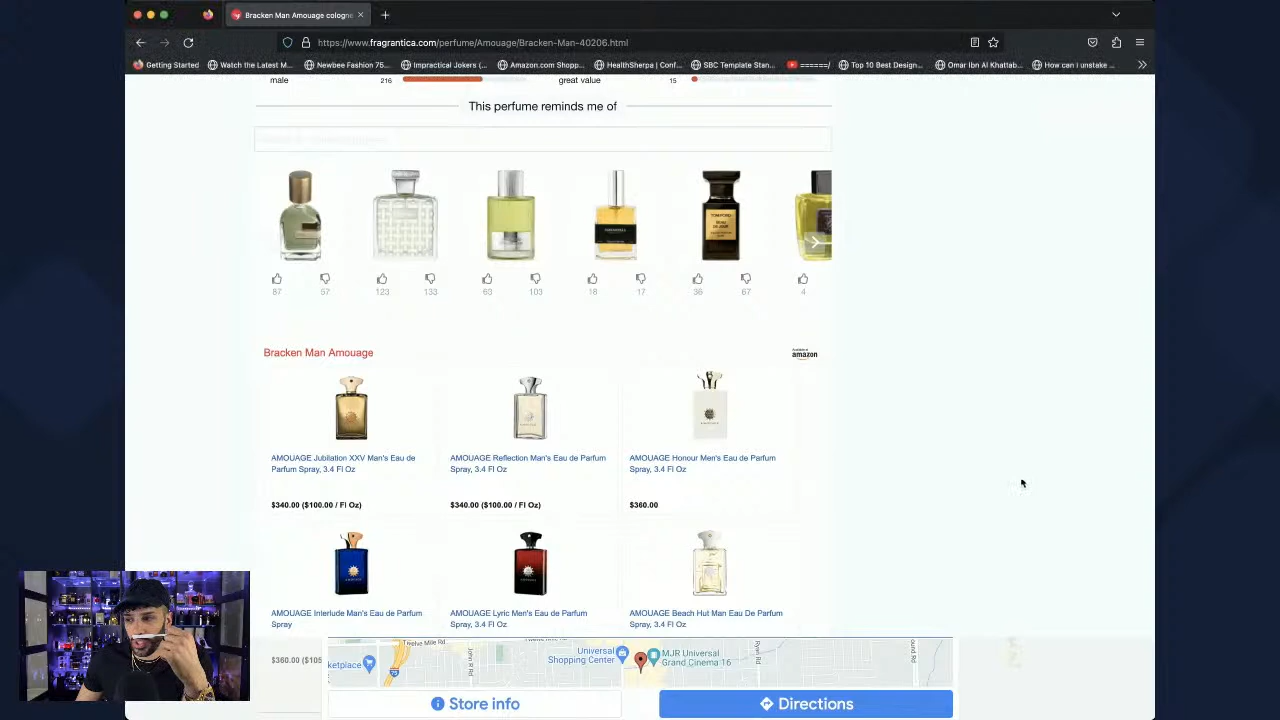 Bracken Man Amouage cologne
https://www.fragrantica.com/perfume/Amouage/Bracken-Man-40206.html
Getting Started
Watch the Latest M...
Newbee Fashion 75...
Impractical Jokers (...
Amazon.com Shopp...
HealthSherpa | Conf...
SBC Template Stan...
======/
Top 10 Best Design...
Omar Ibn Al Khattab...
How can I unstake ...
male 216
great value 15
This perfume reminds me of
TOM FORD
87 57 123 133 63 103 18 17 36 67 4
Bracken Man Amouage
amazon
AMOUAGE Jubilation XXV Man's Eau de
Parfum Spray, 3.4 Fl Oz
$340.00 ($100.00 / Fl Oz)
AMOUAGE Reflection Man's Eau de Parfum
Spray, 3.4 Fl Oz
$340.00 ($100.00 / Fl Oz)
AMOUAGE Honour Men's Eau de Parfum
Spray, 3.4 Fl Oz
$360.00
AMOUAGE Interlude Man's Eau de Parfum
Spray
$360.00 ($105
AMOUAGE Lyric Men's Eau de Parfum
Spray, 3.4 Fl Oz
AMOUAGE Beach Hut Man Eau De Parfum
Spray, 3.4 Fl Oz
Twelve Mile Rd
ketplace
75
Universal
Shopping Center
MJR Universal
Grand Cinema 16
Store info
Directions